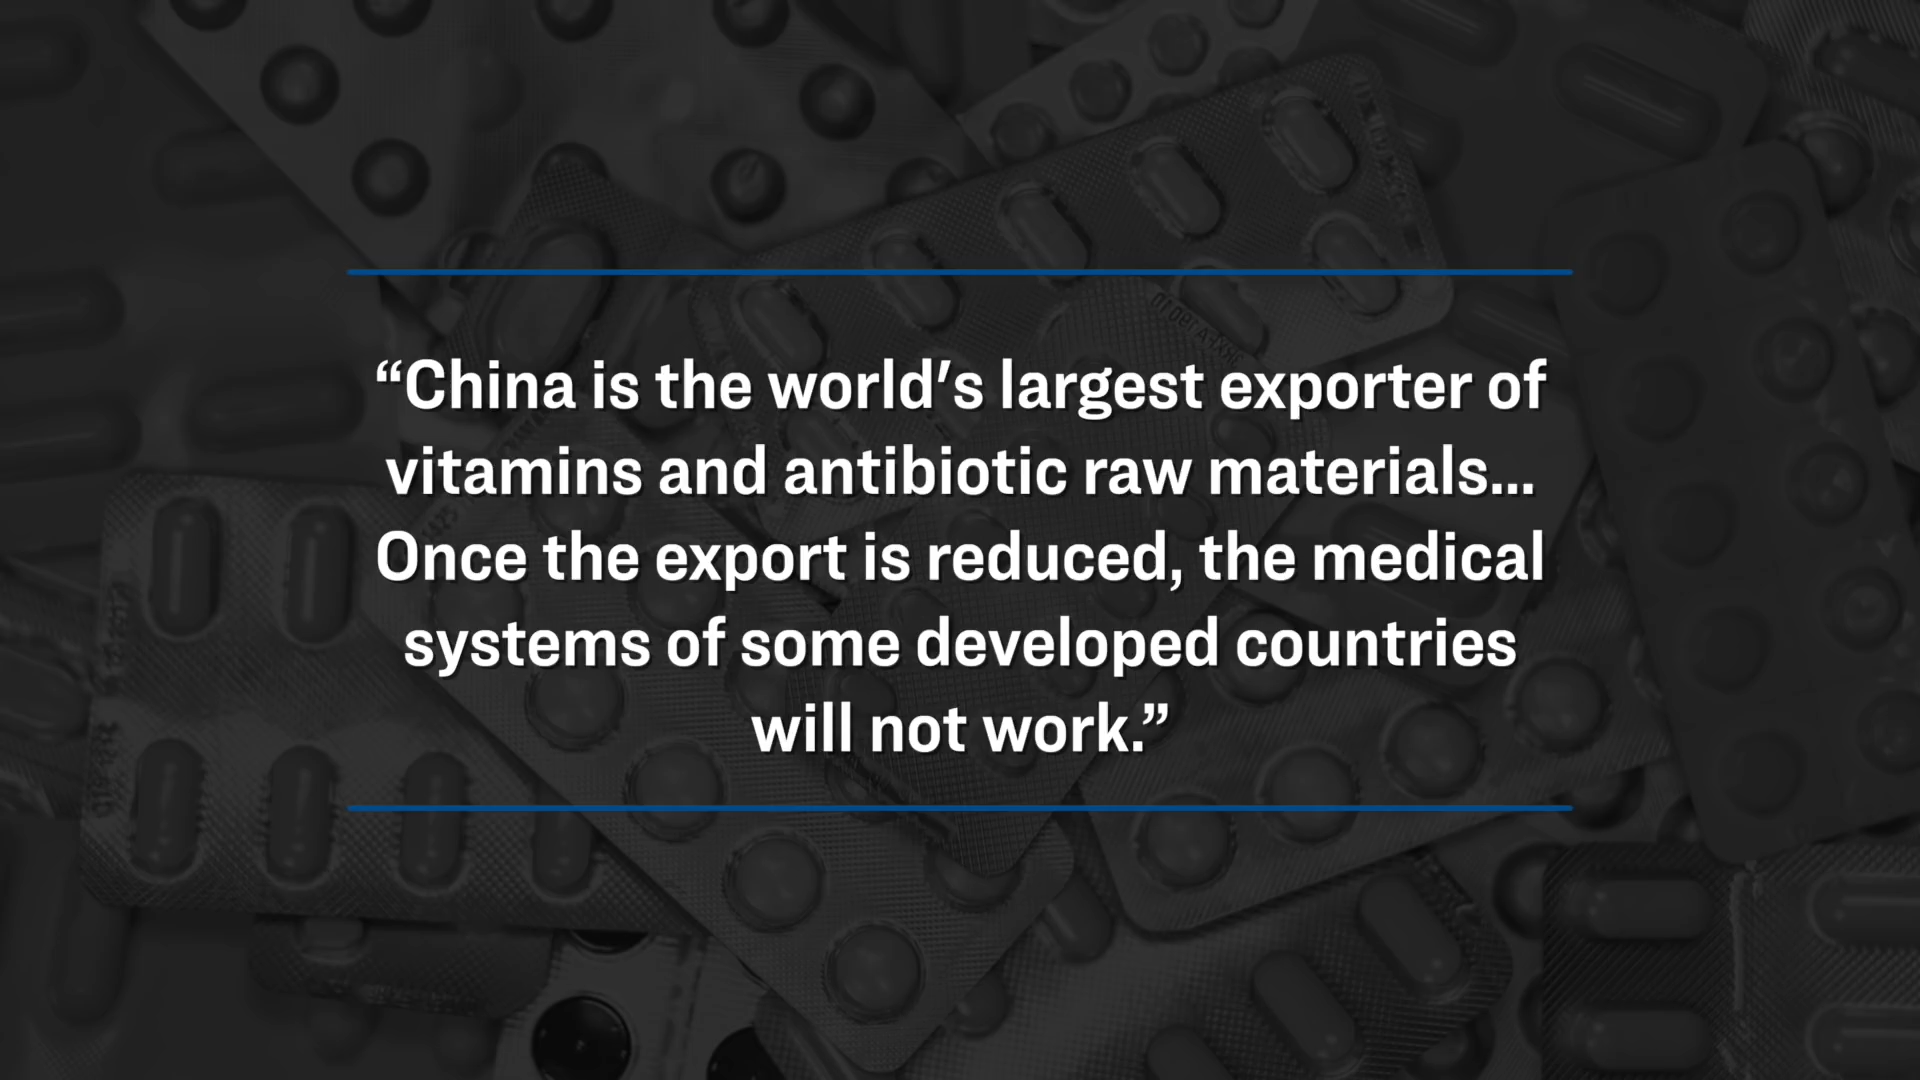 “China is the world’s largest exporter of
vitamins and antibiotic raw materials...
Once the export is reduced, the medical
systems of some developed countries
will not work.”